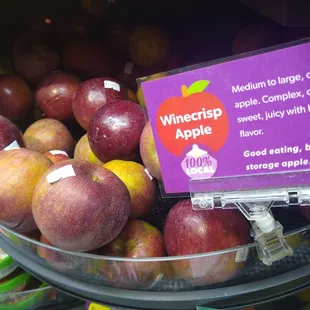 Winecrisp
Apple
100%
LOCAL
Medium to large,
apple. Complex,
sweet, juicy with
flavor.
Good eating,
storage apple.